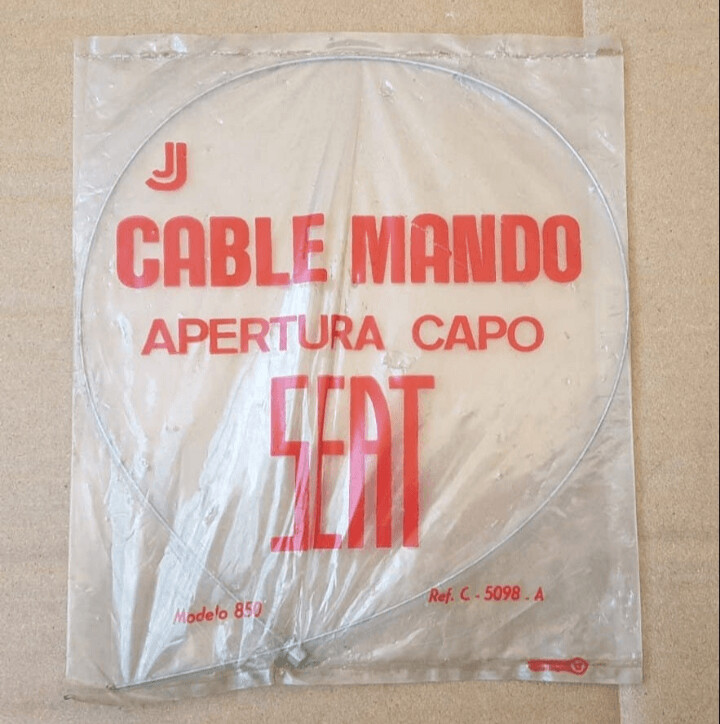 JJ
CABLE MANDO
APERTURA CAPO
SEAT
Modelo 850
Ref. C - 5098 - A